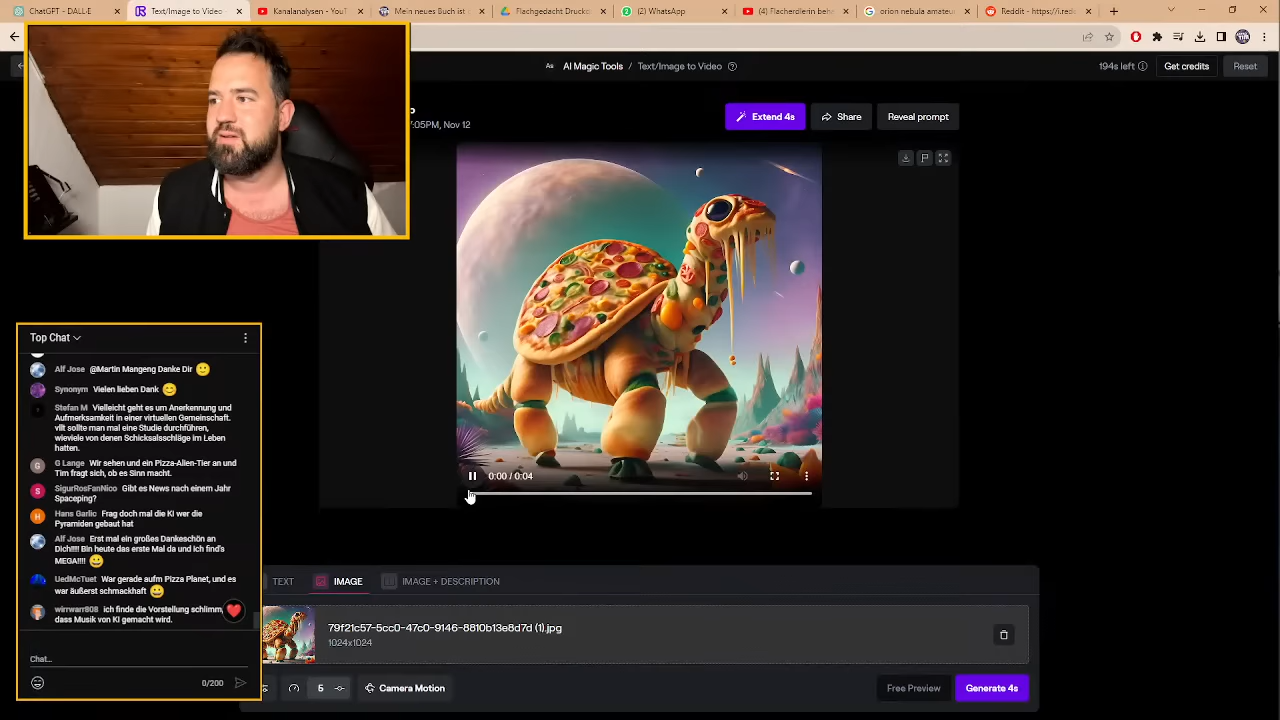 ChatGPT - DALL-E
Text/Image to Video
Kanalanalysen - YouT
Mein neues Buch ist
Flachgedacht Druck
(2) WhatsApp
(Flacherdlerin behar
orion nebula amateu
Reddit - https://i.redd
AI Magic Tools / Text/Image to Video
194s left
Get credits
Reset
7:05PM, Nov 12
Extend 4s
Share
Reveal prompt
0:00 / 0:04
Top Chat
Alf Jose @Martin Mangeng Danke Dir 🙂
Synonym Vielen lieben Dank 😊
Stefan M Vielleicht geht es um Anerkennung und
Aufmeksamkeit in einer virtuellen Gemeinschaft.
vllt sollte man mal eine Studie durchführen,
wieviele von denen Schicksalsschläge im Leben
hatten.
G Lange Wir sehen und ein Pizza-Alien-Tier an und
Tim fragt sich, ob es Sinn macht.
SigurRosFanNico Gibt es News nach einem Jahr
Spaceping?
Hans Garlic Frag doch mal die KI wer die
Pyramiden gebaut hat
Alf Jose Erst mal ein großes Dankeschön an
Dich!!!! Bin heute das erste Mal da und ich find's
MEGA!!!! 😀
UedMcTuet War gerade aufm Pizza Planet, und es
war äußerst schmackhaft 😀
wirrwarr808 ich finde die Vorstellung schlimm,
dass Musik von KI gemacht wird.
Chat...
0/200
TEXT
IMAGE
IMAGE + DESCRIPTION
79f21c57-5cc0-47c0-9146-8810b13e8d7d (1).jpg
1024x1024
5
Camera Motion
Free Preview
Generate 4s